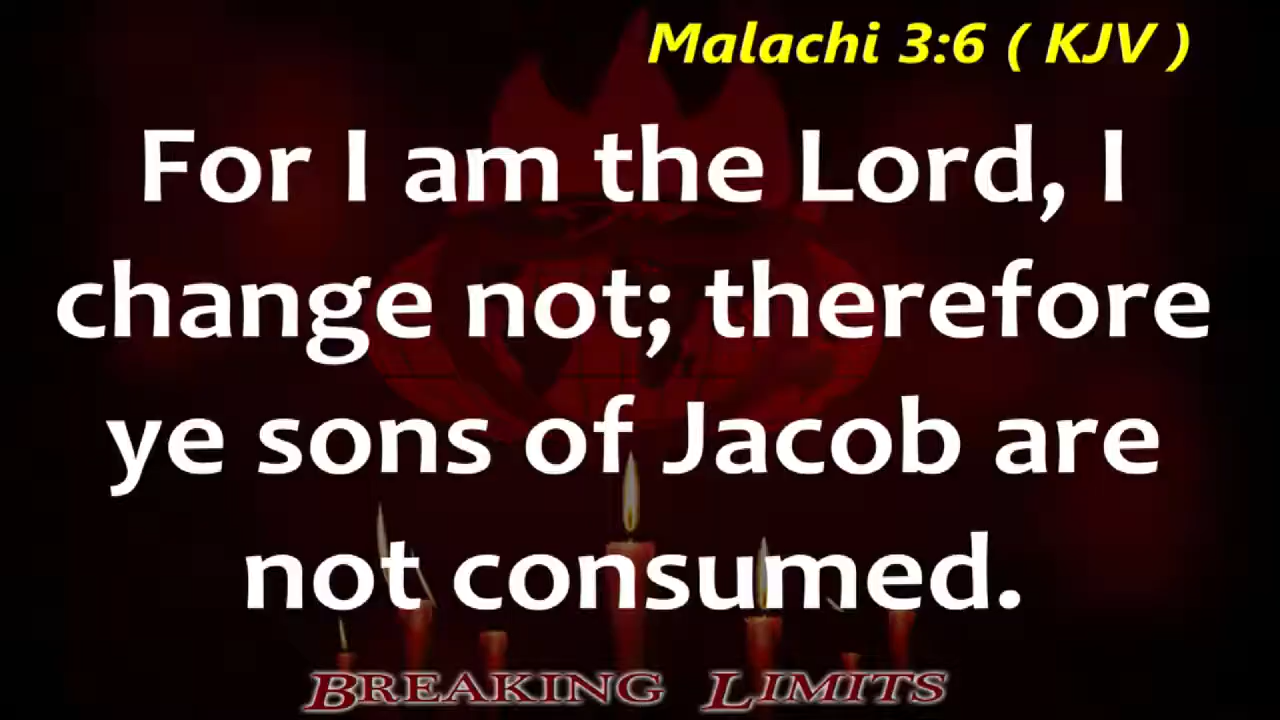 Malachi 3:6 ( KJV )
For I am the Lord, I
change not; therefore
ye sons of Jacob are
not consumed.
BREAKING LIMITS